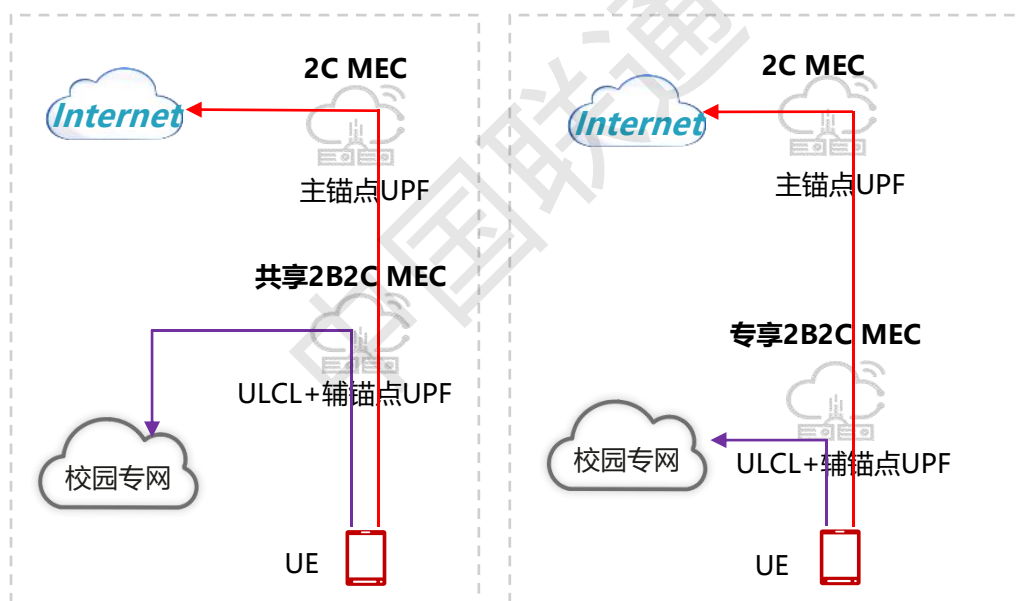 2C MEC
Internet
主锚点UPF
共享2B2C MEC
ULCL+辅锚点UPF
校园专网
UE
2C MEC
Internet
主锚点UPF
专享2B2C MEC
校园专网
ULCL+辅锚点UPF
UE
中国联通